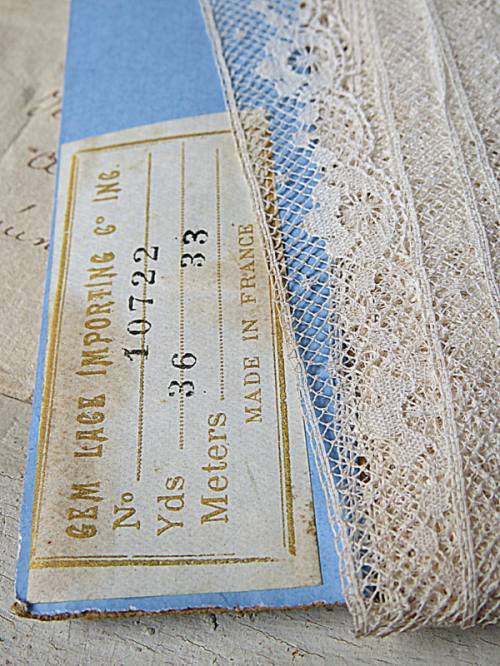 GEM LACE IMPORTING Cº INC.
Nº 10722
Yds 36 33
Meters
MADE IN FRANCE